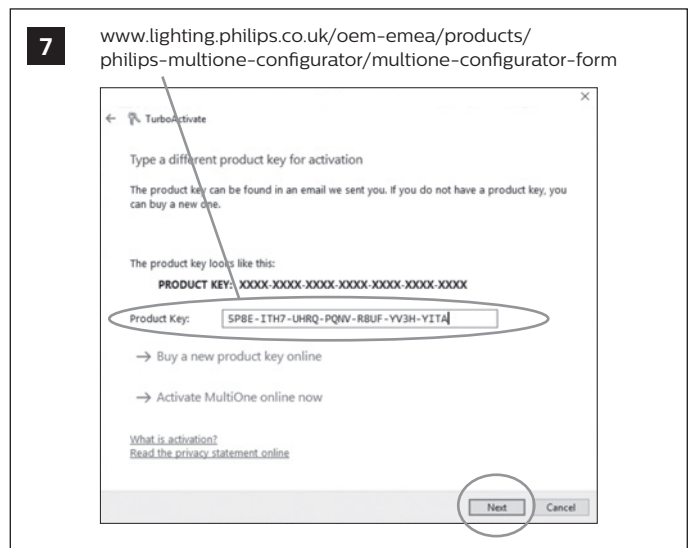 7
www.lighting.philips.co.uk/oem-emea/products/
philips-multione-configurator/multione-configurator-form
TurboActivate
Type a different product key for activation
The product key can be found in an email we sent you. If you do not have a product key, you
can buy a new one.
The product key looks like this:
PRODUCT KEY: XXXX-XXXX-XXXX-XXXX-XXXX-XXXX-XXXX
Product Key: 5P8E-ITH7-UHRQ-PQNV-R8UF-YV3H-YITA
→ Buy a new product key online
→ Activate MultiOne online now
What is activation?
Read the privacy statement online
Next Cancel